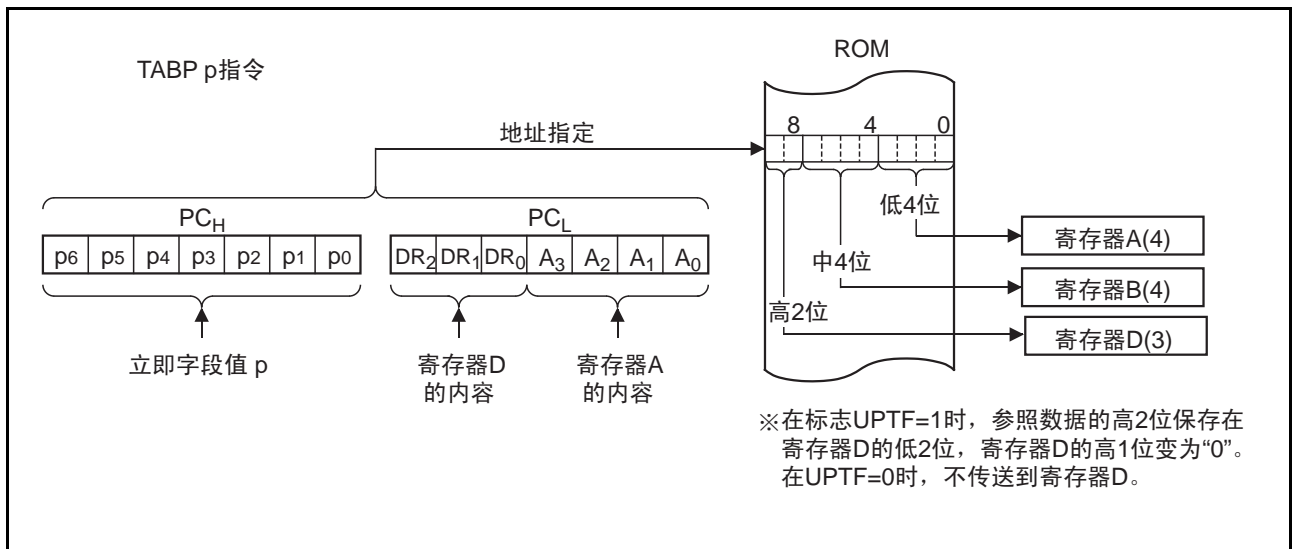 TABP p指令
ROM
8 4 0
地址指定
低4位
PCH PCL
寄存器A(4)
p6 p5 p4 p3 p2 p1 p0 DR2 DR1 DR0 A3 A2 A1 A0
中4位
寄存器B(4)
高2位
寄存器D(3)
立即字段值 p
寄存器D
的内容
寄存器A
的内容
※在标志UPTF=1时，参照数据的高2位保存在
寄存器D的低2位，寄存器D的高1位变为“0”。
在UPTF=0时，不传送到寄存器D。